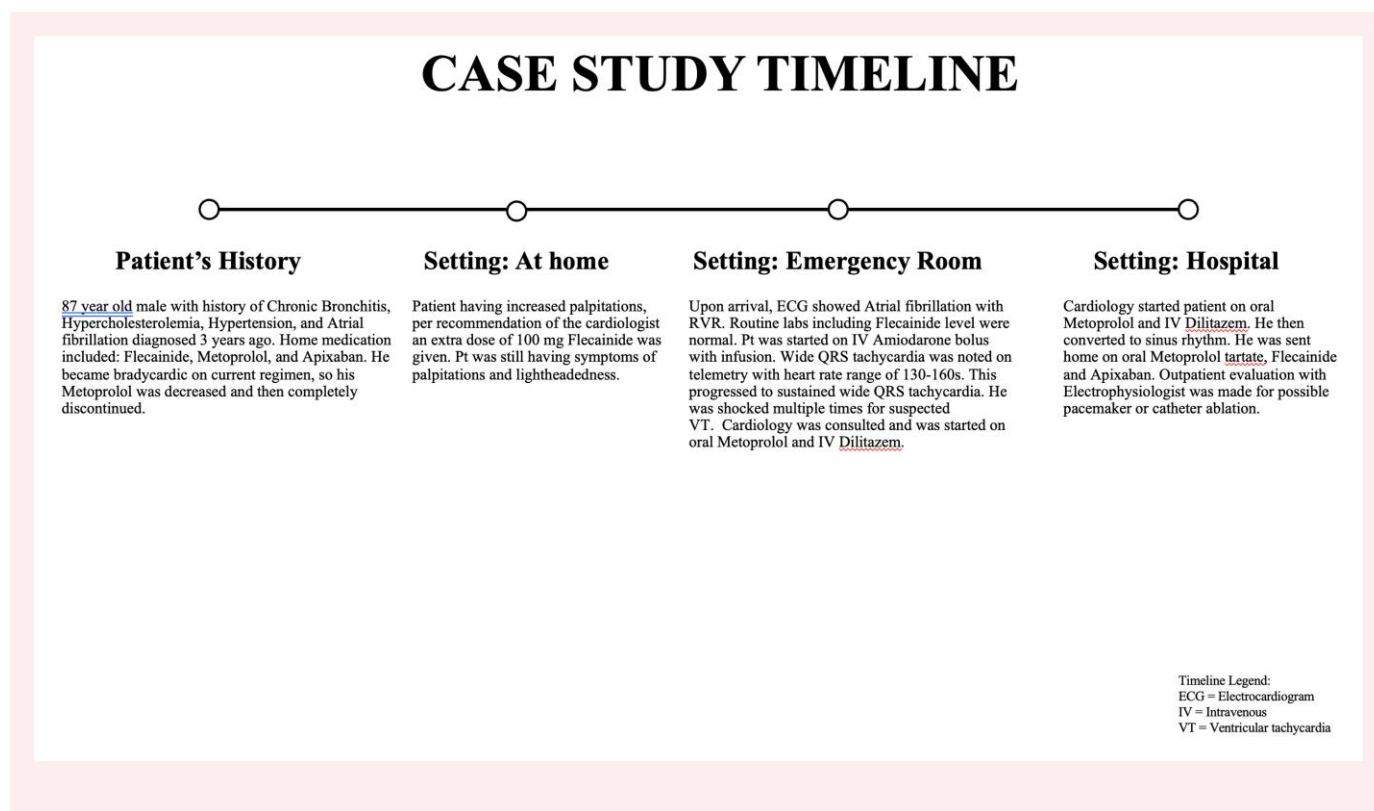 CASE STUDY TIMELINE
Patient's History
87 year old male with history of Chronic Bronchitis,
Hypercholesterolemia, Hypertension, and Atrial
fibrillation diagnosed 3 years ago. Home medication
included: Flecainide, Metoprolol, and Apixaban. He
became bradycardic on current regimen, so his
Metoprolol was decreased and then completely
discontinued.
Setting: At home
Patient having increased palpitations,
per recommendation of the cardiologist
an extra dose of 100 mg Flecainide was
given. Pt was still having symptoms of
palpitations and lightheadedness.
Setting: Emergency Room
Upon arrival, ECG showed Atrial fibrillation with
RVR. Routine labs including Flecainide level were
normal. Pt was started on IV Amiodarone bolus
with infusion. Wide QRS tachycardia was noted on
telemetry with heart rate range of 130-160s. This
progressed to sustained wide QRS tachycardia. He
was shocked multiple times for suspected
VT.  Cardiology was consulted and was started on
oral Metoprolol and IV Dilitazem.
Setting: Hospital
Cardiology started patient on oral
Metoprolol and IV Dilitazem. He then
converted to sinus rhythm. He was sent
home on oral Metoprolol tartate, Flecainide
and Apixaban. Outpatient evaluation with
Electrophysiologist was made for possible
pacemaker or catheter ablation.
Timeline Legend:
ECG = Electrocardiogram
IV = Intravenous
VT = Ventricular tachycardia